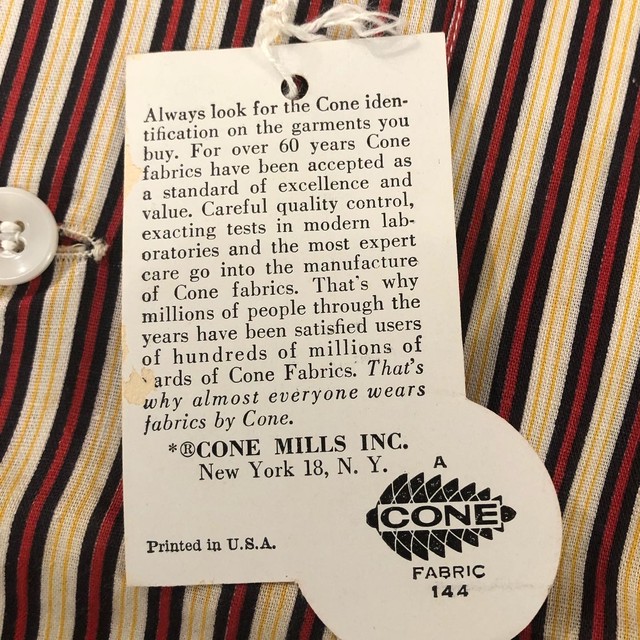 Always look for the Cone iden-
tification on the garments you
buy. For over 60 years Cone
fabrics have been accepted as
a standard of excellence and
value. Careful quality control,
exacting tests in modern lab-
oratories and the most expert
care go into the manufacture
of Cone fabrics. That's why
millions of people through the
years have been satisfied users
of hundreds of millions of
ards of Cone Fabrics. That's
why almost everyone wears
fabrics by Cone.
*®CONE MILLS INC.
New York 18, N. Y.
Printed in U.S.A.
A
CONE
FABRIC
144